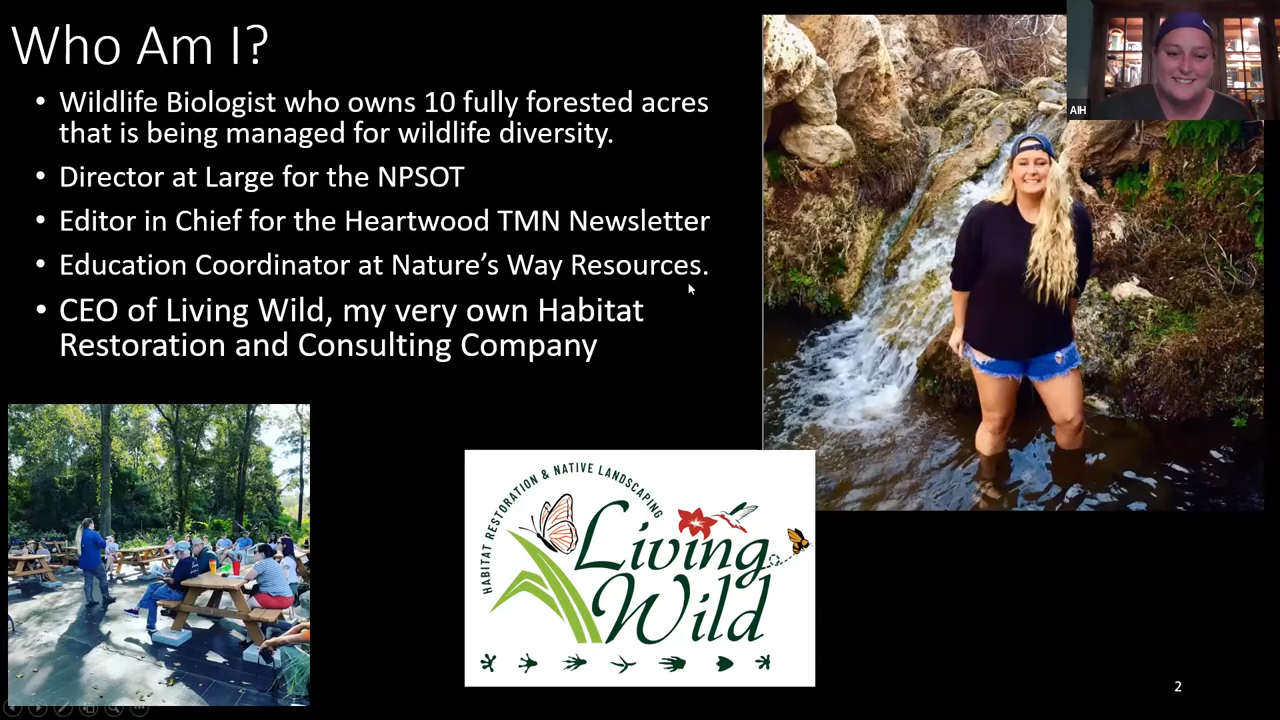 Who Am I?
• Wildlife Biologist who owns 10 fully forested acres
that is being managed for wildlife diversity.
• Director at Large for the NPSOT
• Editor in Chief for the Heartwood TMN Newsletter
• Education Coordinator at Nature’s Way Resources.
• CEO of Living Wild, my very own Habitat
Restoration and Consulting Company
AIH
HABITAT RESTORATION & NATIVE LANDSCAPING
Living
Wild
2